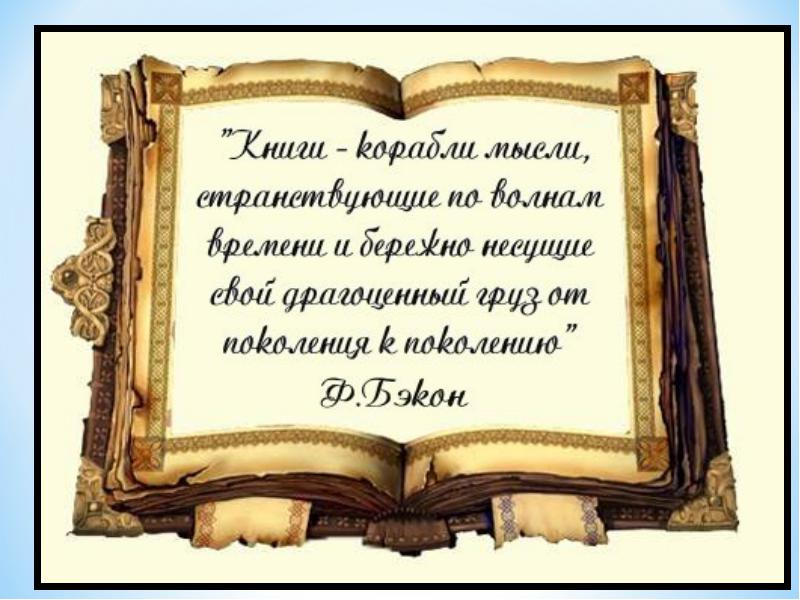 "Книги - корабли мысли,
странствующие по волнам
времени и бережно несущие
свой драгоценный груз от
поколения к поколению"
Ф.Бэкон